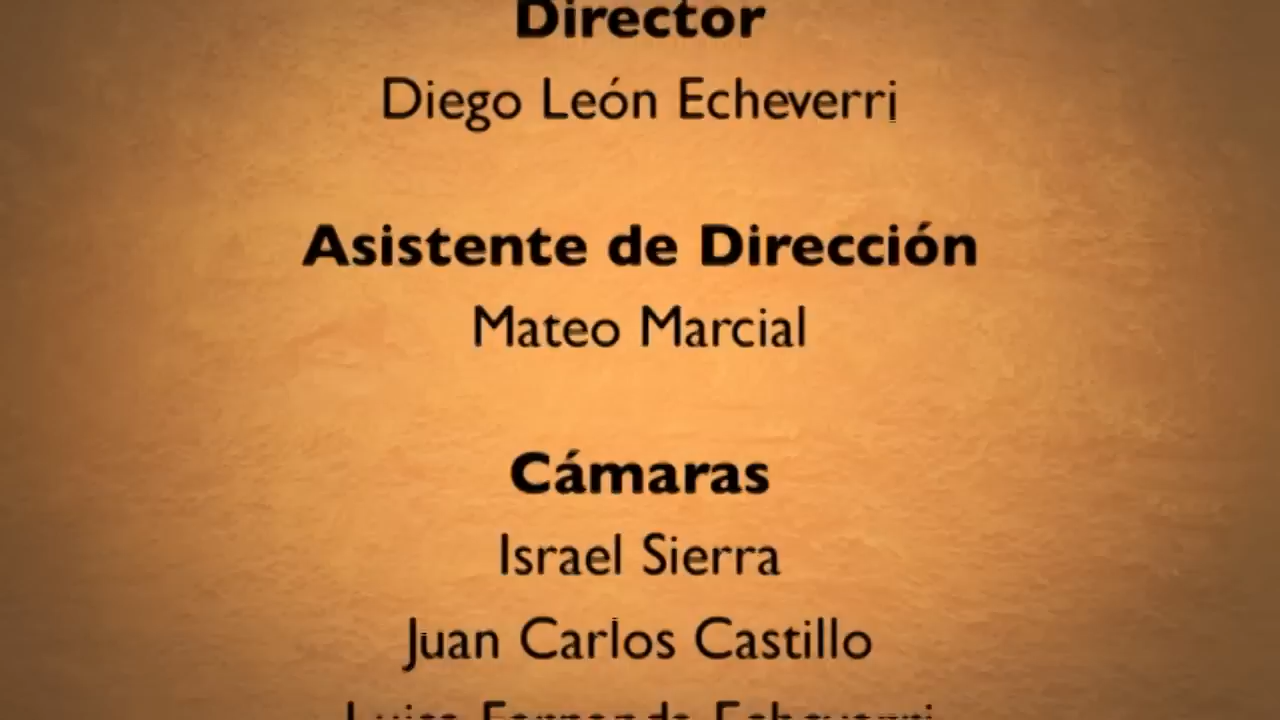 Director
Diego León Echeverri
Asistente de Dirección
Mateo Marcial
Cámaras
Israel Sierra
Juan Carlos Castillo